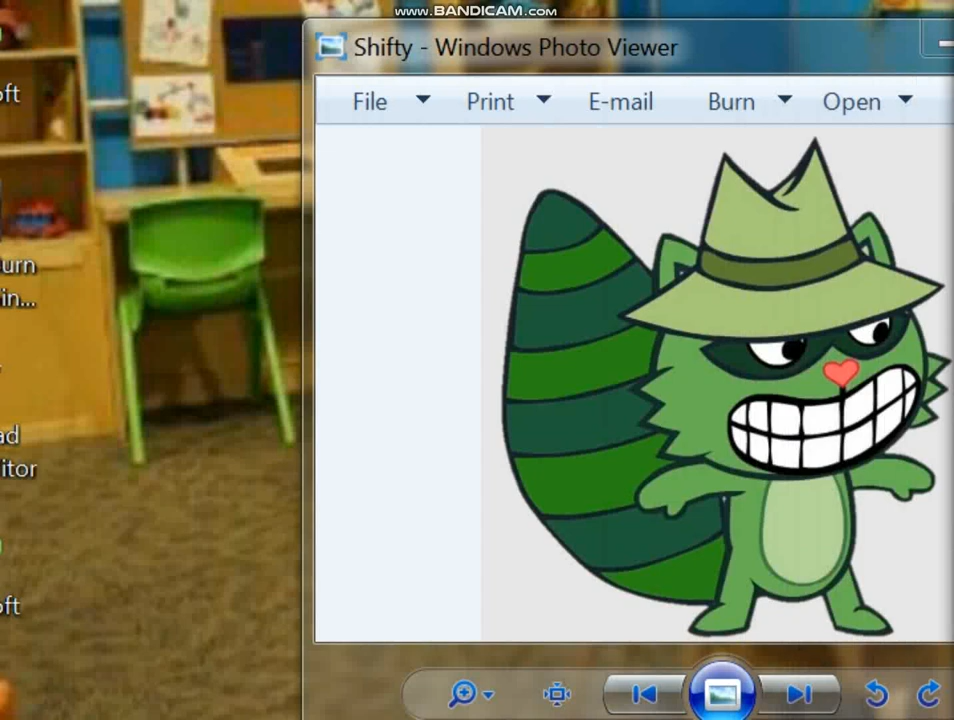 www.BANDICAM.com
Shifty - Windows Photo Viewer
File Print E-mail Burn Open
oft
urn
in...
ad
itor
oft